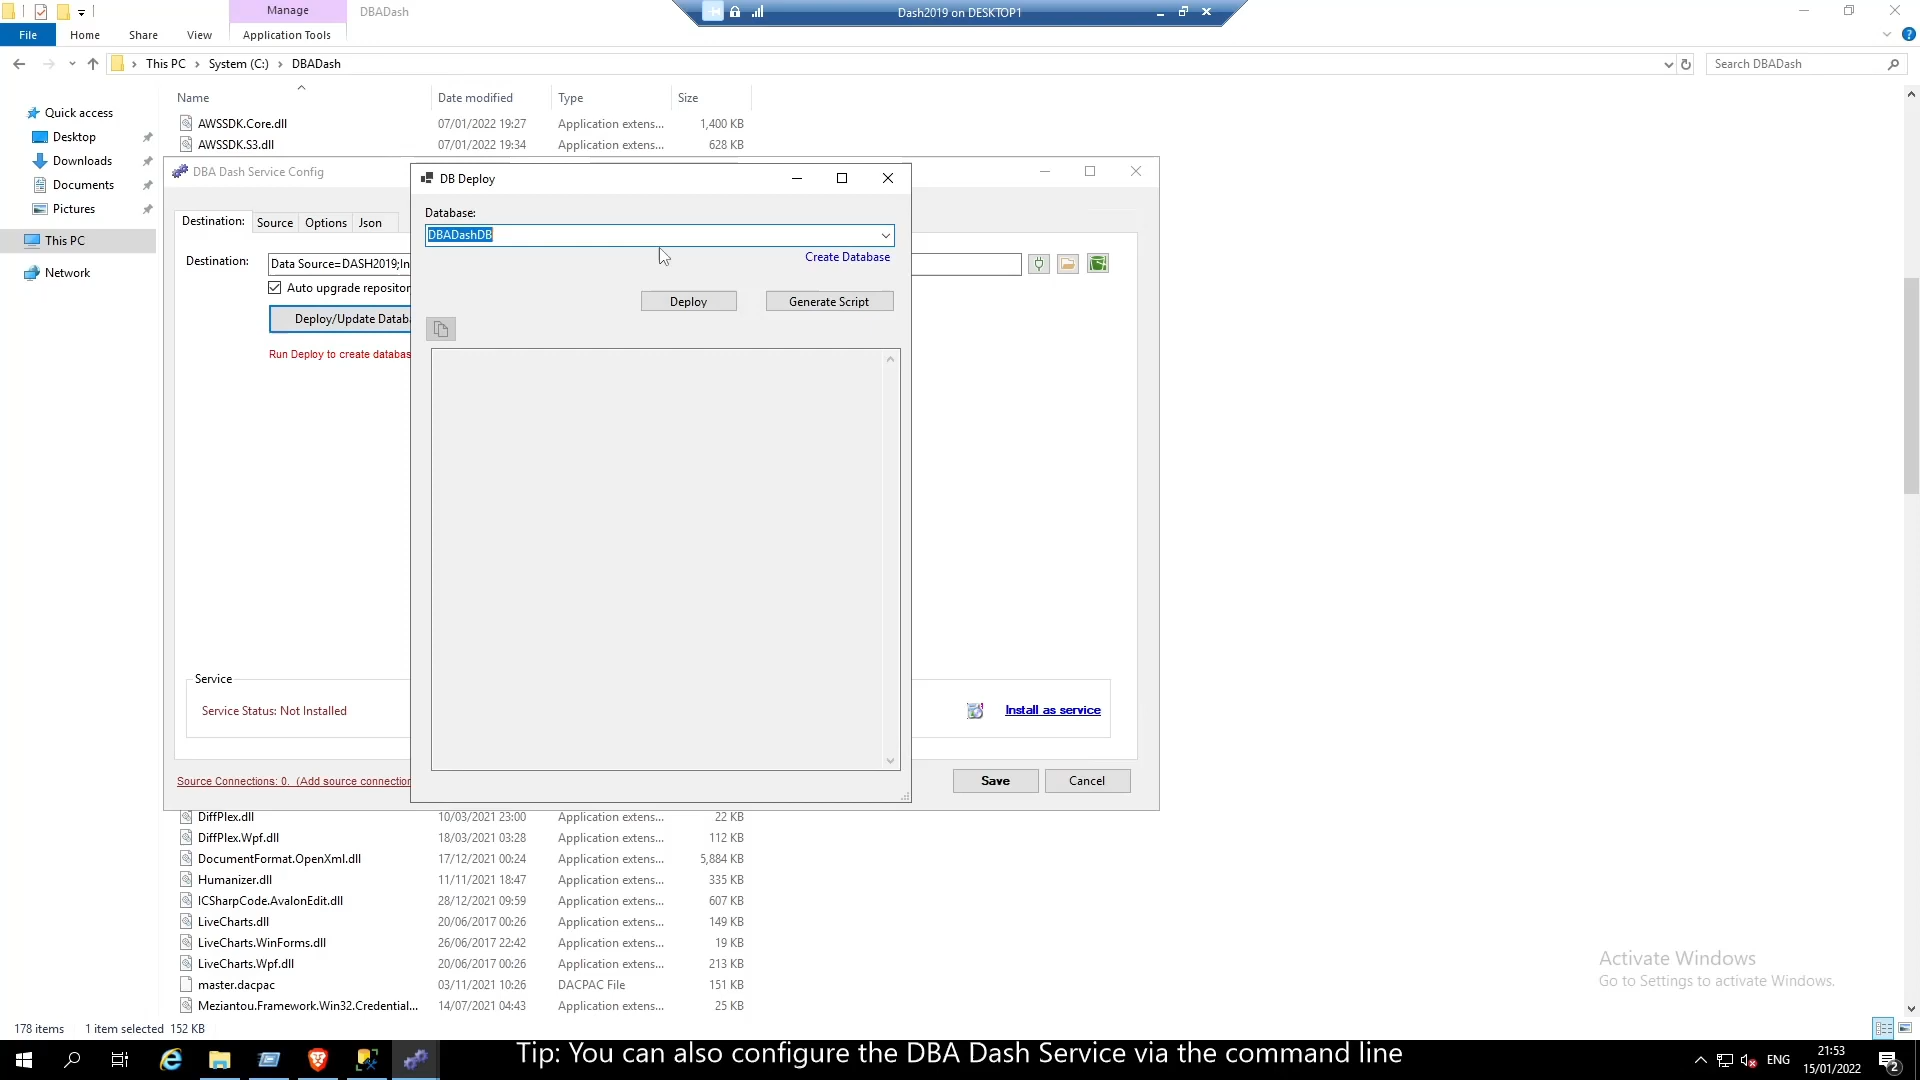 Manage
DBADash
Dash2019 on DESKTOP1
File
Home
Share
View
Application Tools
This PC
System (C:)
DBADash
Search DBADash
Name
Date modified
Type
Size
Quick access
Desktop
Downloads
Documents
Pictures
This PC
Network
AWSSDK.Core.dll 07/01/2022 19:27 Application extens... 1,400 KB
AWSSDK.S3.dll 07/01/2022 19:34 Application extens... 628 KB
DBA Dash Service Config
Destination:
Source
Options
Json
Destination:
Data Source=DASH2019;In
Auto upgrade repositor
Deploy/Update Databa
Run Deploy to create databas
DB Deploy
Database:
DBADashDB
Create Database
Deploy
Generate Script
Service
Service Status: Not Installed
Install as service
Source Connections: 0. (Add source connection
Save
Cancel
DiffPlex.dll 10/03/2021 23:00 Application extens... 22 KB
DiffPlex.Wpf.dll 18/03/2021 03:28 Application extens... 112 KB
DocumentFormat.OpenXml.dll 17/12/2021 00:24 Application extens... 5,884 KB
Humanizer.dll 11/11/2021 18:47 Application extens... 335 KB
ICSharpCode.AvalonEdit.dll 28/12/2021 09:59 Application extens... 607 KB
LiveCharts.dll 20/06/2017 00:26 Application extens... 149 KB
LiveCharts.WinForms.dll 26/06/2017 22:42 Application extens... 19 KB
LiveCharts.Wpf.dll 20/06/2017 00:26 Application extens... 213 KB
master.dacpac 03/11/2021 10:26 DACPAC File 151 KB
Meziantou.Framework.Win32.Credential... 14/07/2021 04:43 Application extens... 25 KB
Activate Windows
Go to Settings to activate Windows.
178 items
1 item selected 152 KB
Tip: You can also configure the DBA Dash Service via the command line
ENG
21:53
15/01/2022
2